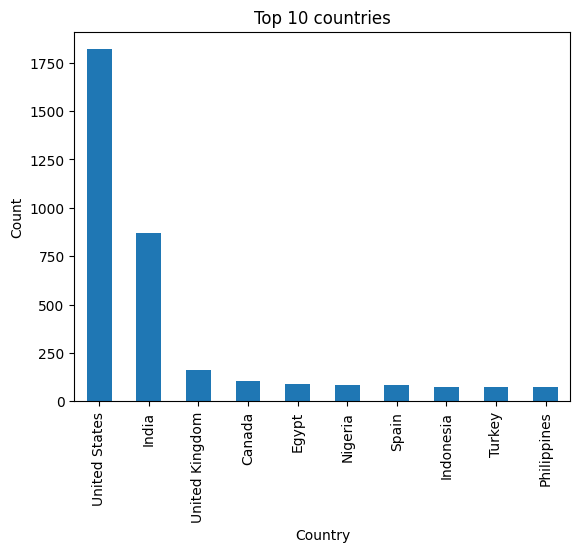 Top 10 countries
Count
1750
1500
1250
1000
750
500
250
0
United States
India
United Kingdom
Canada
Egypt
Nigeria
Spain
Indonesia
Turkey
Philippines
Country